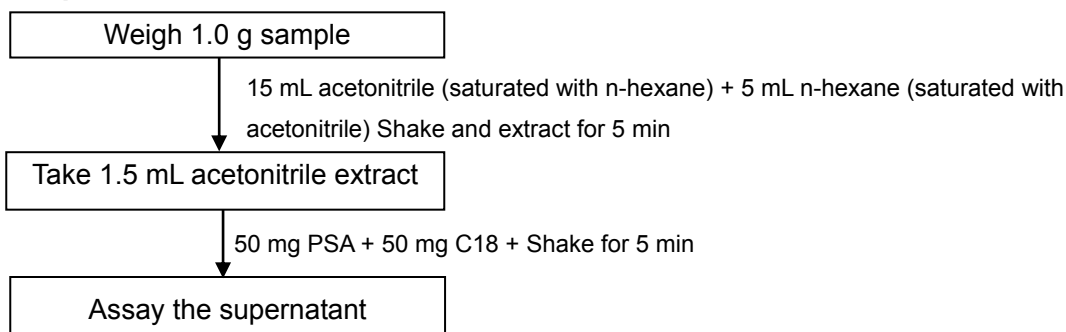 Weigh 1.0 g sample
15 mL acetonitrile (saturated with n-hexane) + 5 mL n-hexane (saturated with
acetonitrile) Shake and extract for 5 min
Take 1.5 mL acetonitrile extract
50 mg PSA + 50 mg C18 + Shake for 5 min
Assay the supernatant